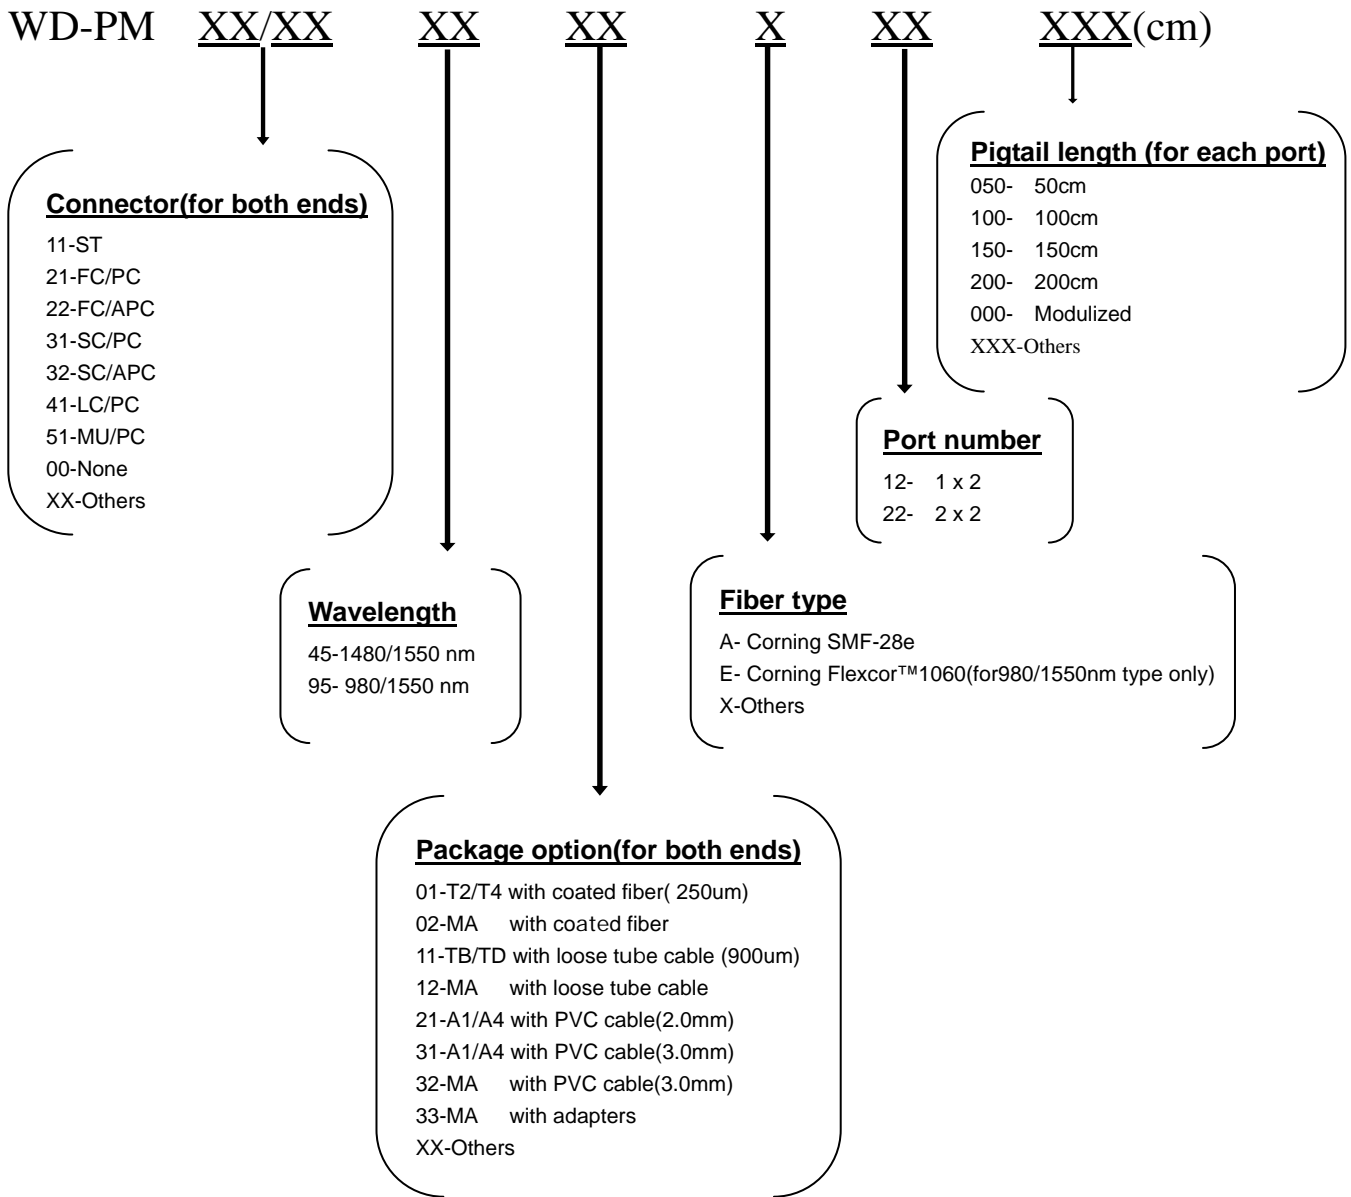 WD-PM XX/XX XX XX X XX XXX(cm)
Connector(for both ends)
11-ST
21-FC/PC
22-FC/APC
31-SC/PC
32-SC/APC
41-LC/PC
51-MU/PC
00-None
XX-Others
Wavelength
45-1480/1550 nm
95- 980/1550 nm
Package option(for both ends)
01-T2/T4 with coated fiber( 250um)
02-MA with coated fiber
11-TB/TD with loose tube cable (900um)
12-MA with loose tube cable
21-A1/A4 with PVC cable(2.0mm)
31-A1/A4 with PVC cable(3.0mm)
32-MA with PVC cable(3.0mm)
33-MA with adapters
XX-Others
Fiber type
A- Corning SMF-28e
E- Corning Flexcor™1060(for980/1550nm type only)
X-Others
Port number
12- 1 x 2
22- 2 x 2
Pigtail length (for each port)
050- 50cm
100- 100cm
150- 150cm
200- 200cm
000- Modulized
XXX-Others